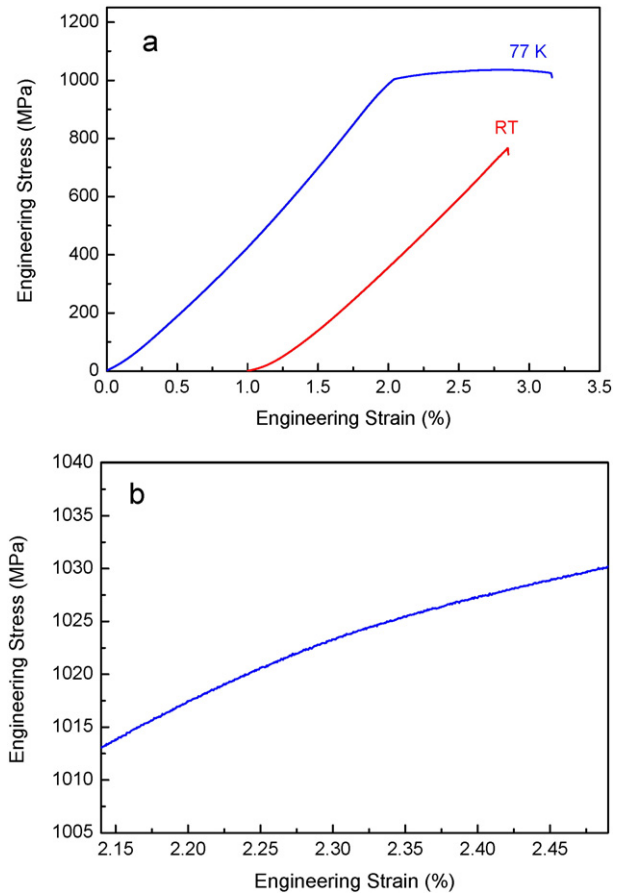 a
77 K
RT
1200
1000
800
600
400
200
0
0.0 0.5 1.0 1.5 2.0 2.5 3.0 3.5
Engineering Stress (MPa)
Engineering Strain (%)
b
1040
1035
1030
1025
1020
1015
1010
1005
2.15 2.20 2.25 2.30 2.35 2.40 2.45
Engineering Stress (MPa)
Engineering Strain (%)